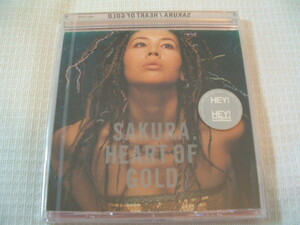 SAKURA. HEART OF GOLD
HEY!
HEY!
SAKURA.
HEART OF
GOLD